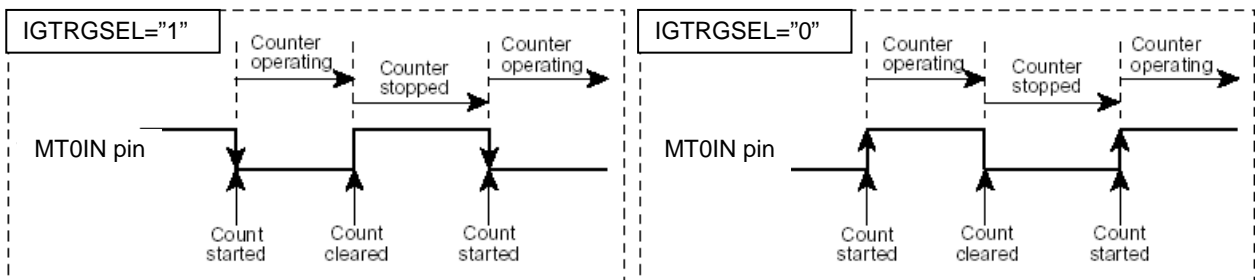 IGTRGSEL=”1”
Counter
operating
Counter
stopped
Counter
operating
MT0IN pin
Count
started
Count
cleared
Count
started
IGTRGSEL=”0”
Counter
operating
Counter
stopped
Counter
operating
MT0IN pin
Count
started
Count
cleared
Count
started